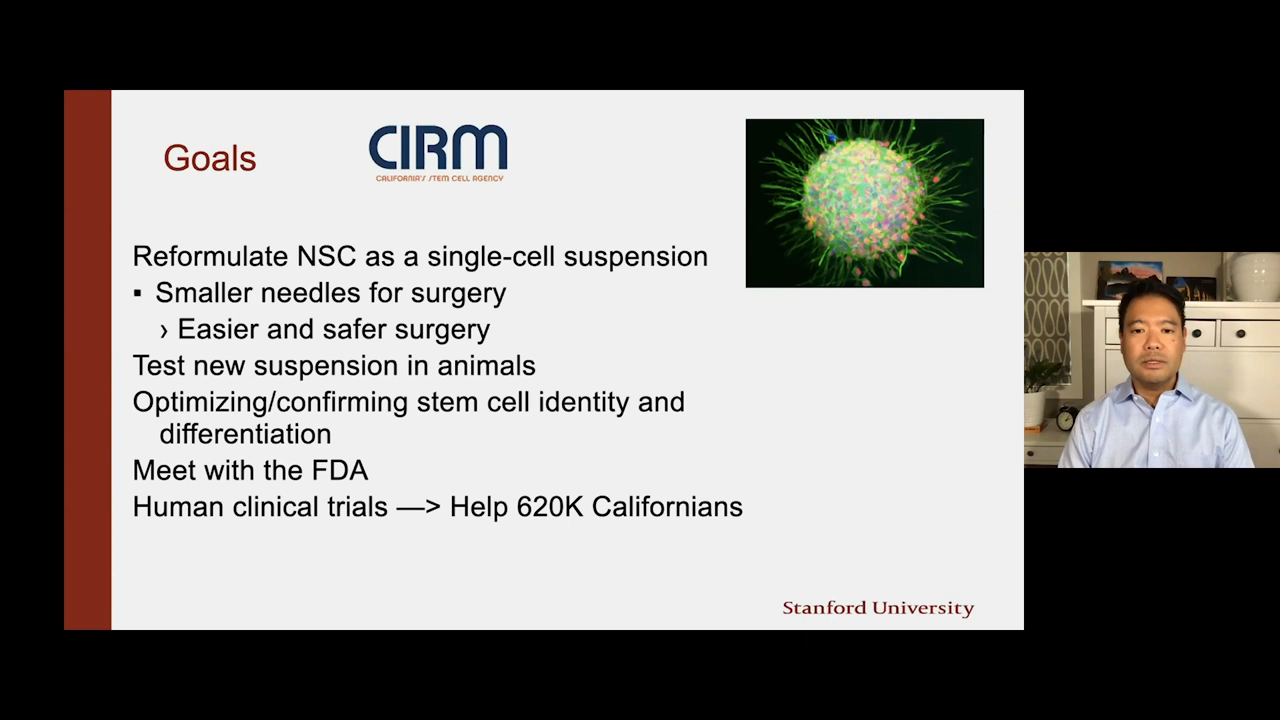 Goals
CIRM
CALIFORNIA'S STEM CELL AGENCY
Reformulate NSC as a single-cell suspension
▪ Smaller needles for surgery
› Easier and safer surgery
Test new suspension in animals
Optimizing/confirming stem cell identity and
differentiation
Meet with the FDA
Human clinical trials —> Help 620K Californians
Stanford University